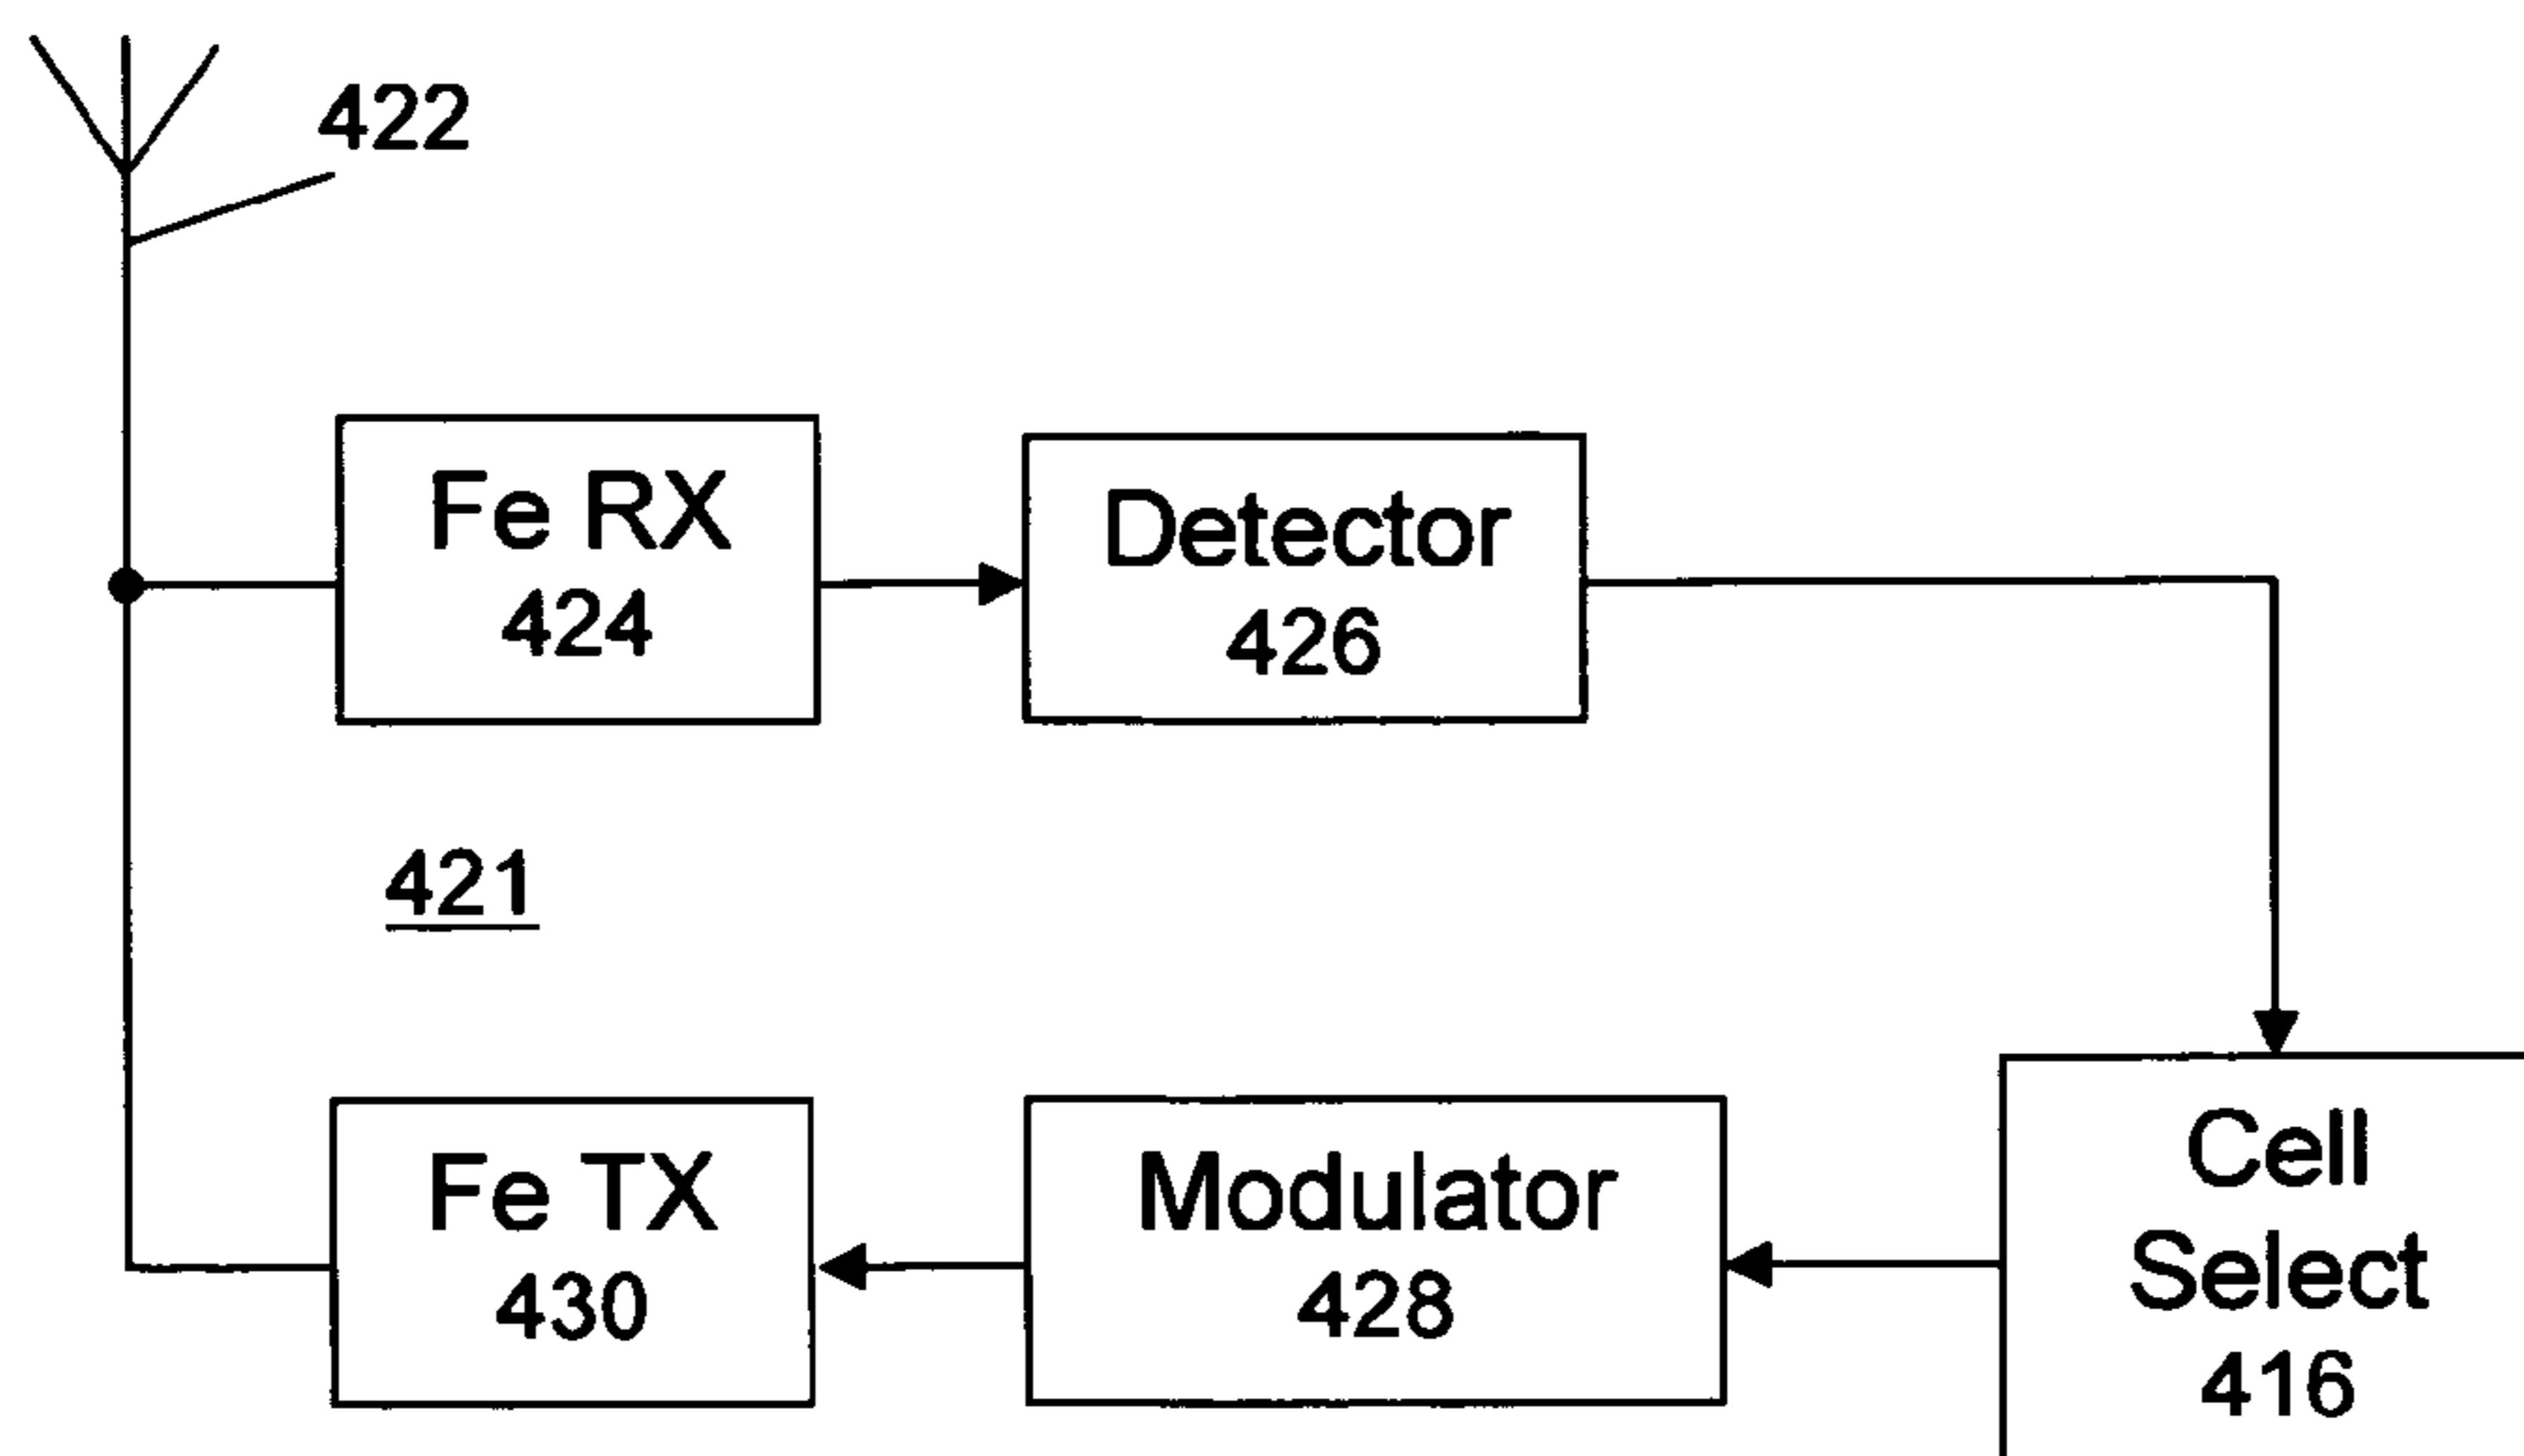 422
Fe RX
424
Detector
426
421
Fe TX
430
Modulator
428
Cell
Select
416